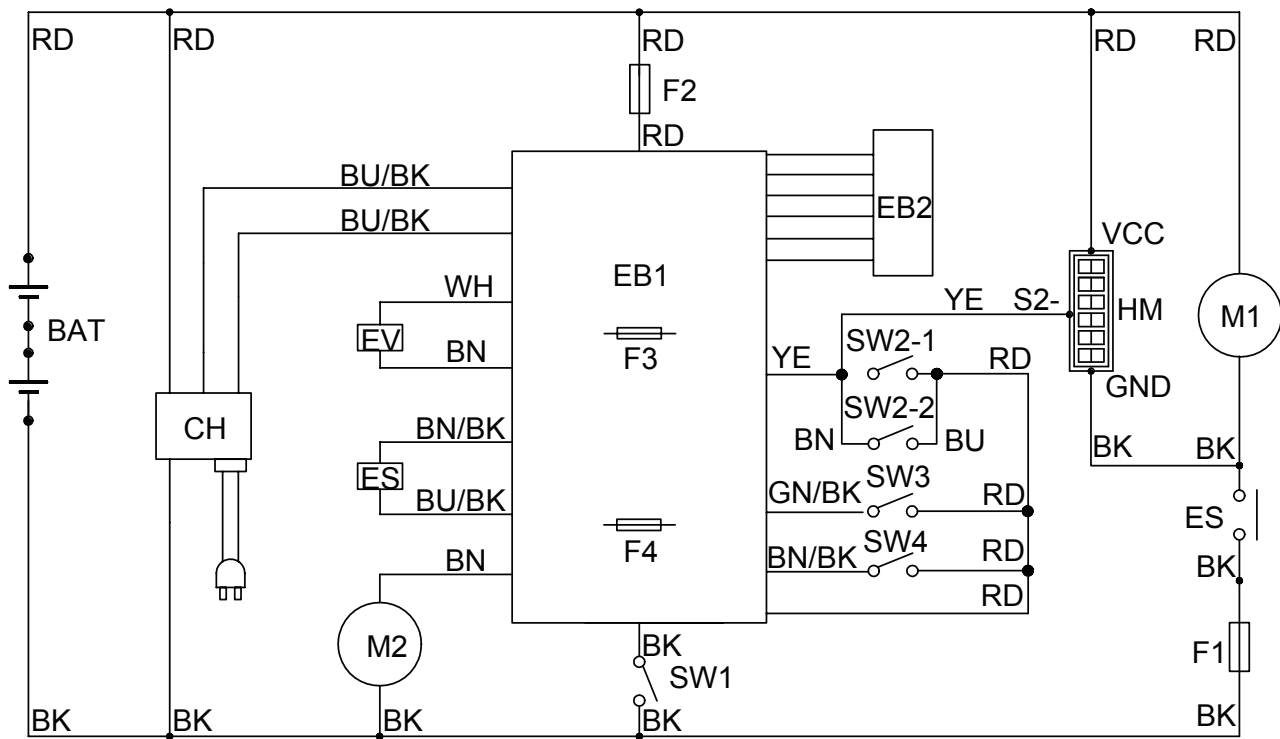 RD RD RD RD RD
F2
RD
BU/BK
EB2
BU/BK
VCC
WH EB1 YE S2- HM
BAT EV F3 SW2-1 M1
BN YE RD
GND
CH SW2-2
BN/BK BN BU BK BK
ES GN/BK SW3 RD ES
BU/BK F4
BN BN/BK SW4 RD BK
RD
M2 BK F1
SW1
BK BK BK BK BK